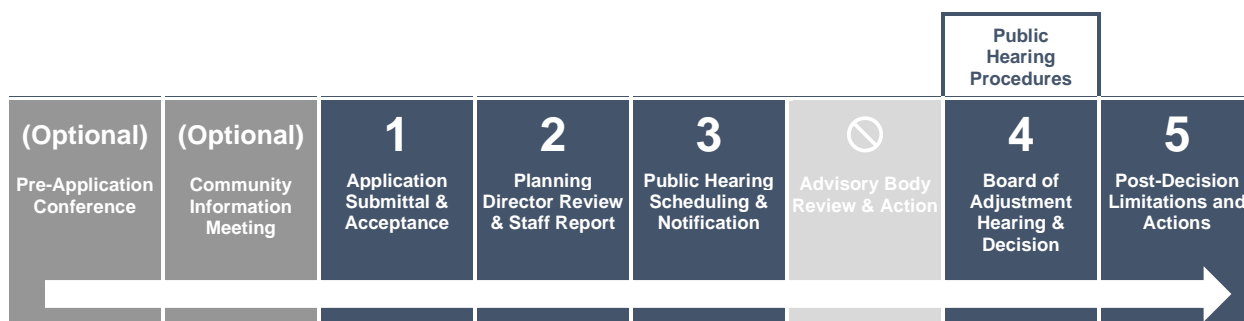 Public
Hearing
Procedures
(Optional)
Pre-Application
Conference
(Optional)
Community
Information
Meeting
1
Application
Submittal &
Acceptance
2
Planning
Director Review
& Staff Report
3
Public Hearing
Scheduling &
Notification
Advisory Body
Review & Action
4
Board of
Adjustment
Hearing &
Decision
5
Post-Decision
Limitations and
Actions